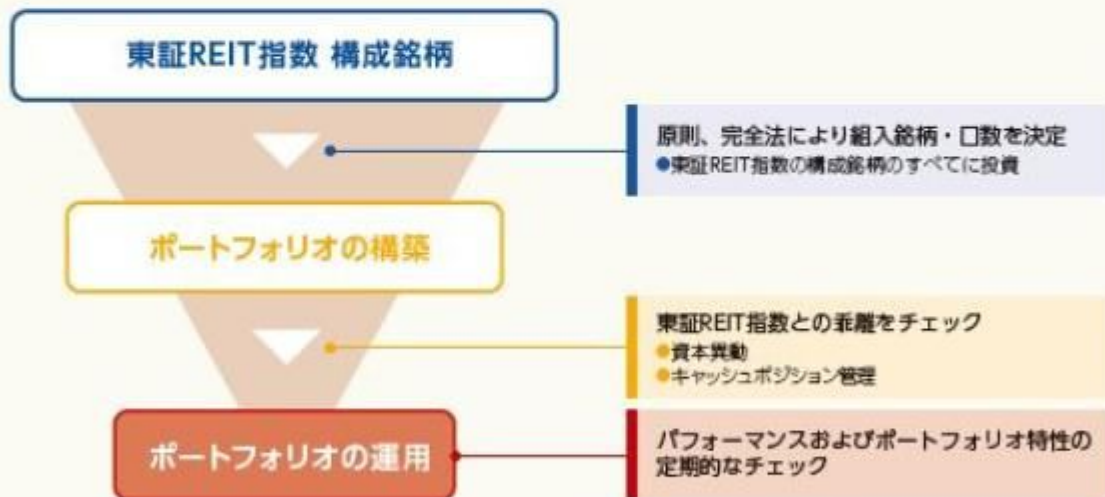 東証REIT指数 構成銘柄
原則、完全法により組入銘柄・口数を決定
●東証REIT指数の構成銘柄のすべてに投資
ポートフォリオの構築
東証REIT指数との乖離をチェック
●資本異動
●キャッシュポジション管理
ポートフォリオの運用
パフォーマンスおよびポートフォリオ特性の
定期的なチェック